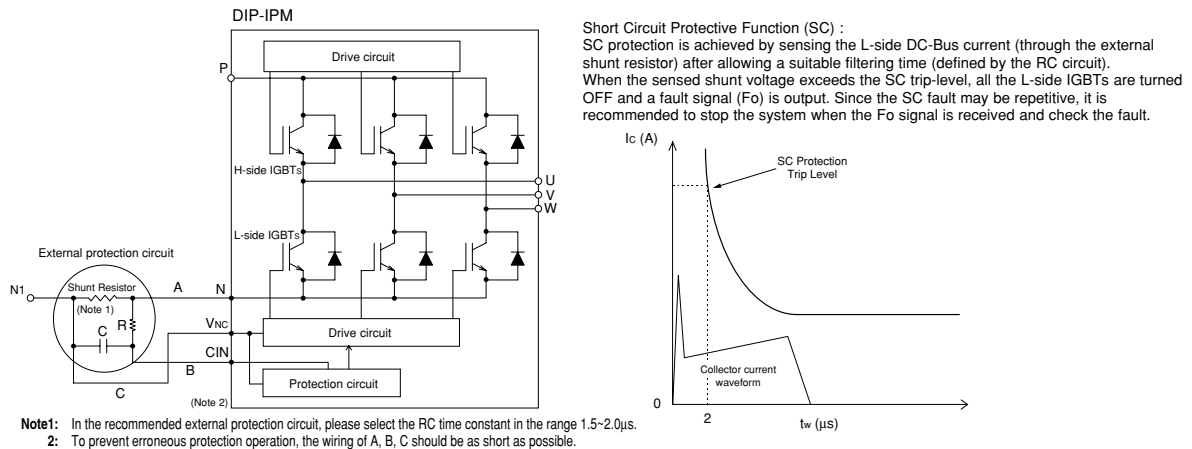 DIP-IPM
Drive circuit
P
H-side IGBTs
U
V
W
L-side IGBTs
External protection circuit
N1
Shunt Resistor
(Note 1)
A
N
R
C
VNC
Drive circuit
CIN
B
C
Protection circuit
(Note 2)
Short Circuit Protective Function (SC) :
SC protection is achieved by sensing the L-side DC-Bus current (through the external
shunt resistor) after allowing a suitable filtering time (defined by the RC circuit).
When the sensed shunt voltage exceeds the SC trip-level, all the L-side IGBTs are turned
OFF and a fault signal (Fo) is output. Since the SC fault may be repetitive, it is
recommended to stop the system when the Fo signal is received and check the fault.
IC (A)
SC Protection
Trip Level
Collector current
waveform
0
2
tw (μs)
Note1: In the recommended external protection circuit, please select the RC time constant in the range 1.5~2.0μs.
2: To prevent erroneous protection operation, the wiring of A, B, C should be as short as possible.